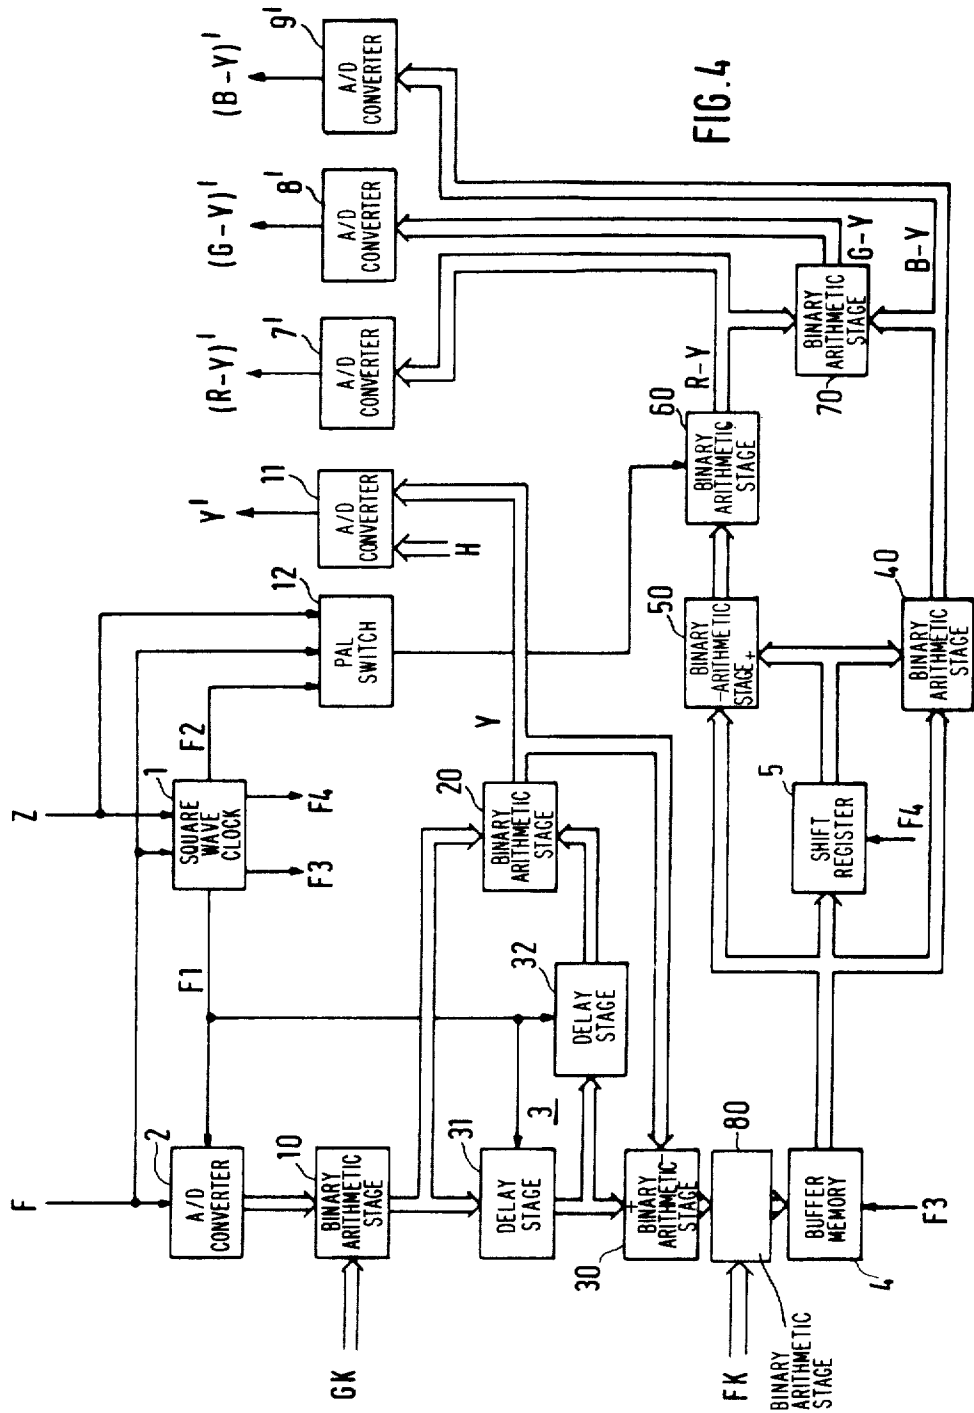 F
Z
2
A/D
CONVERTER
F1
1
SQUARE
WAVE
CLOCK
F2
F3
F4
12
PAL
SWITCH
11
A/D
CONVERTER
Y'
H
7'
A/D
CONVERTER
(R-Y)'
8'
A/D
CONVERTER
(G-Y)'
9'
A/D
CONVERTER
(B-Y)'
GK
10
BINARY
ARITHMETIC
STAGE
31
DELAY
STAGE
3
32
DELAY
STAGE
20
BINARY
ARITHMETIC
STAGE
Y
30
+
BINARY
ARITHMETIC
STAGE
-
FK
80
BINARY
ARITHMETIC
STAGE
4
BUFFER
MEMORY
F3
5
SHIFT
REGISTER
F4
50
BINARY
-ARITHMETIC
STAGE+
40
BINARY
ARITHMETIC
STAGE
60
BINARY
ARITHMETIC
STAGE
R-Y
70
BINARY
ARITHMETIC
STAGE
G-Y
B-Y
FIG.4